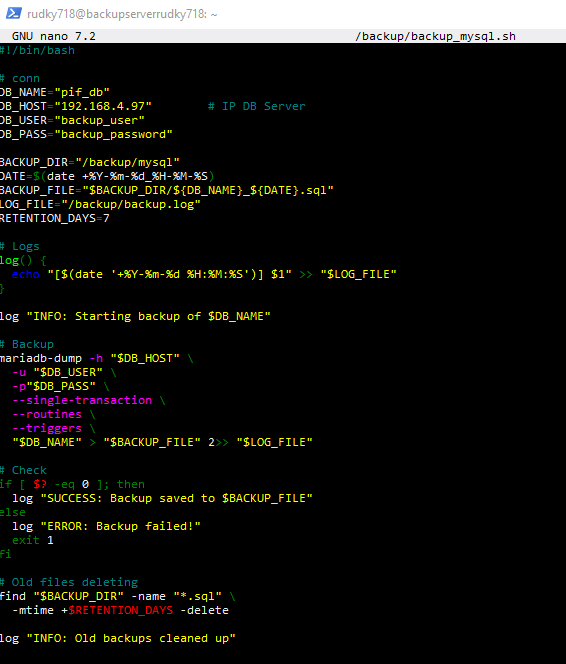 rudky718@backupserverrudky718: ~
GNU nano 7.2 /backup/backup_mysql.sh
#!/bin/bash
# conn
DB_NAME="pif_db"
DB_HOST="192.168.4.97" # IP DB Server
DB_USER="backup_user"
DB_PASS="backup_password"
BACKUP_DIR="/backup/mysql"
DATE=$(date +%Y-%m-%d_%H-%M-%S)
BACKUP_FILE="$BACKUP_DIR/${DB_NAME}_${DATE}.sql"
LOG_FILE="/backup/backup.log"
RETENTION_DAYS=7
# Logs
log() {
  echo "[$(date '+%Y-%m-%d %H:%M:%S')] $1" >> "$LOG_FILE"
}
log "INFO: Starting backup of $DB_NAME"
# Backup
mariadb-dump -h "$DB_HOST" \
  -u "$DB_USER" \
  -p"$DB_PASS" \
  --single-transaction \
  --routines \
  --triggers \
  "$DB_NAME" > "$BACKUP_FILE" 2>> "$LOG_FILE"
# Check
if [ $? -eq 0 ]; then
  log "SUCCESS: Backup saved to $BACKUP_FILE"
else
  log "ERROR: Backup failed!"
  exit 1
fi
# Old files deleting
find "$BACKUP_DIR" -name "*.sql" \
  -mtime +$RETENTION_DAYS -delete
log "INFO: Old backups cleaned up"